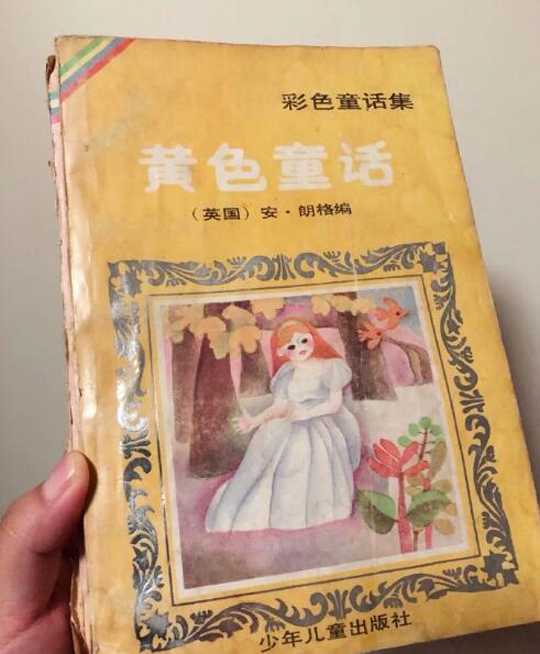 彩色童话集
黄色童话
（英国）安·朗格编
少年儿童出版社